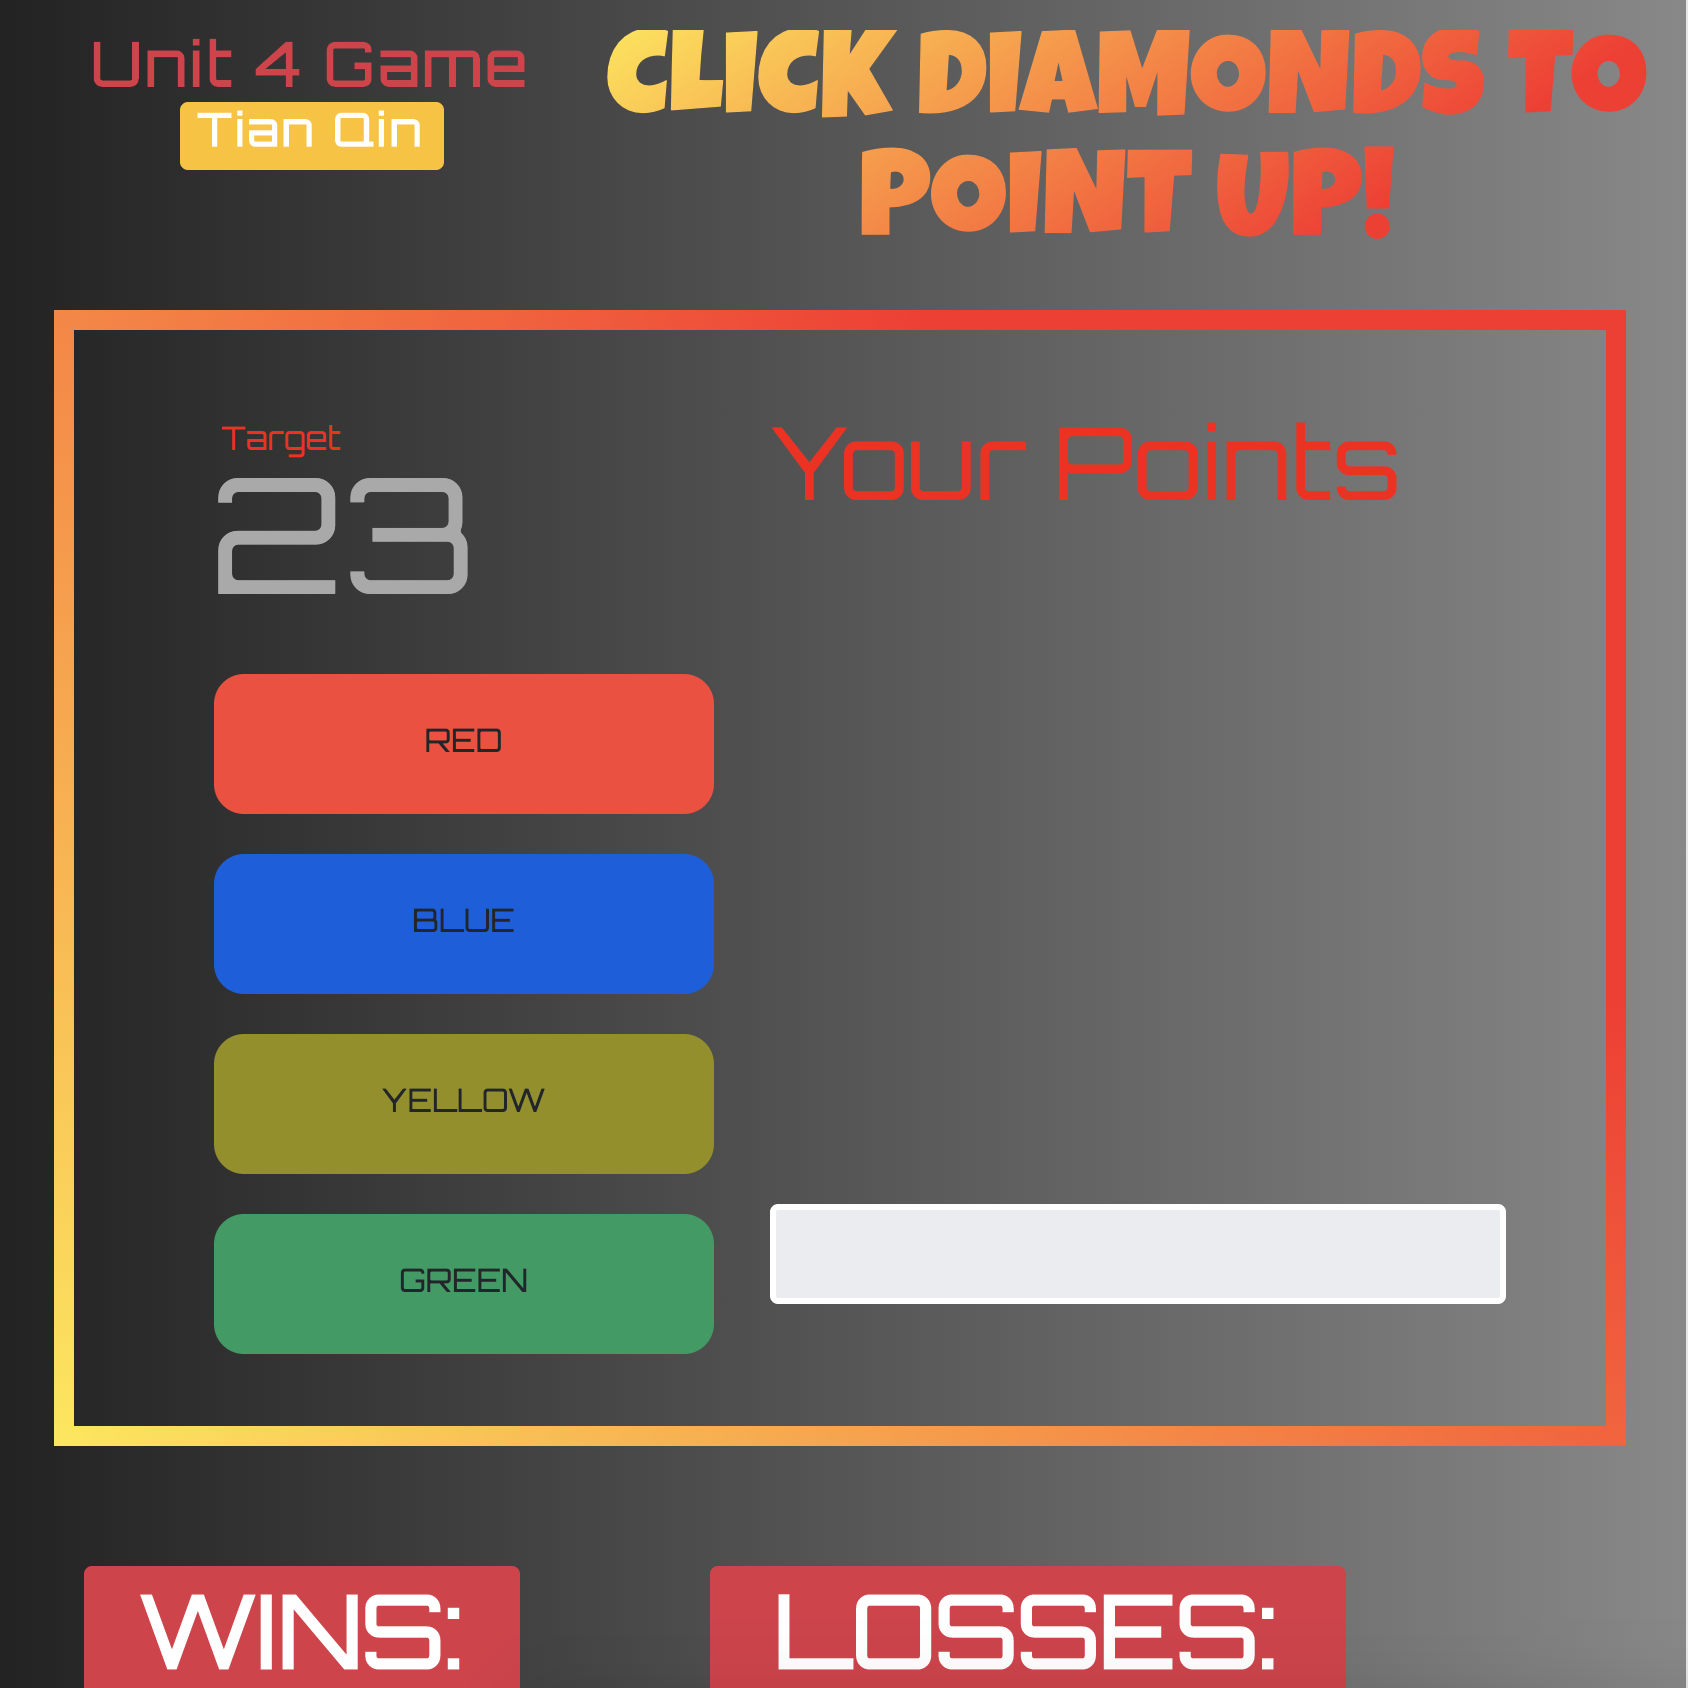 Unit 4 Game
Tian Qin
CLICK DIAMONDS TO
POINT UP!
Target
23
Your Points
RED
BLUE
YELLOW
GREEN
WINS:
LOSSES: